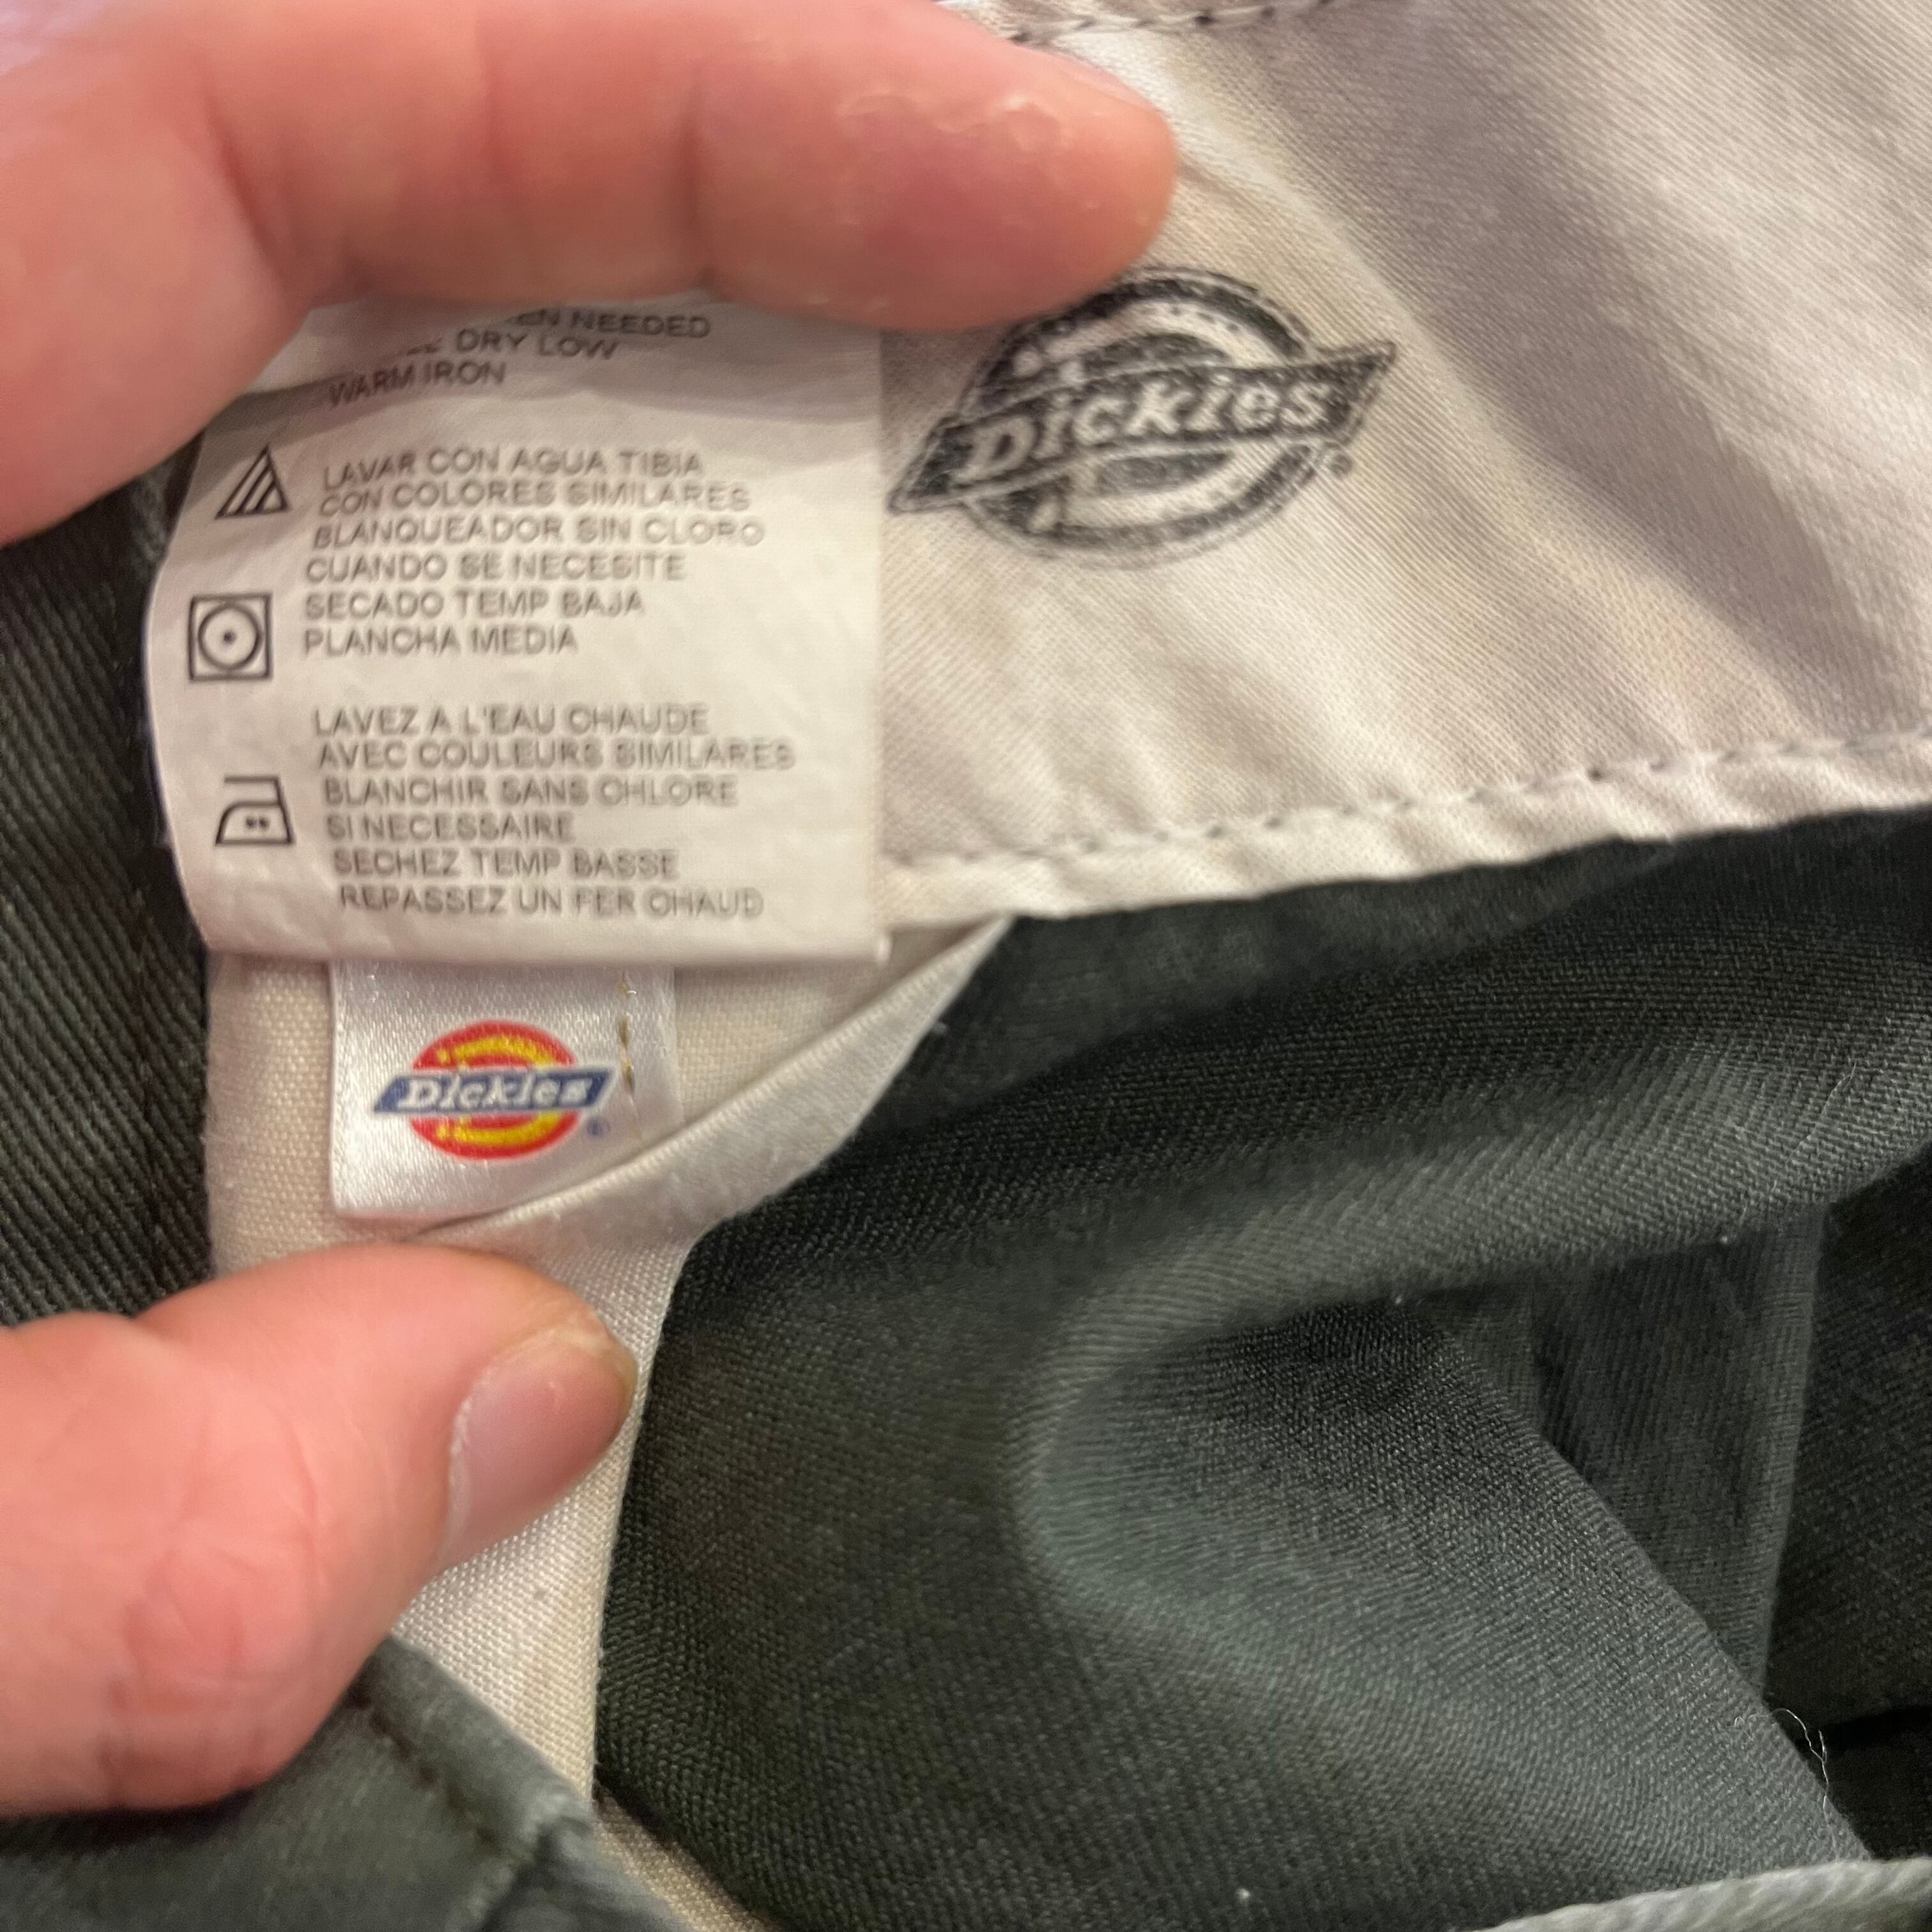 NEEDED
DRY LOW
WARM IRON
LAVAR CON AGUA TIBIA
CON COLORES SIMILARES
BLANQUEADOR SIN CLORO
CUANDO SE NECESITE
SECADO TEMP BAJA
PLANCHA MEDIA
LAVEZ A L'EAU CHAUDE
AVEC COULEURS SIMILARES
BLANCHIR SANS CHLORE
SI NECESSAIRE
SECHEZ TEMP BASSE
REPASSEZ UN FER CHAUD
Dickies
Dickies ®